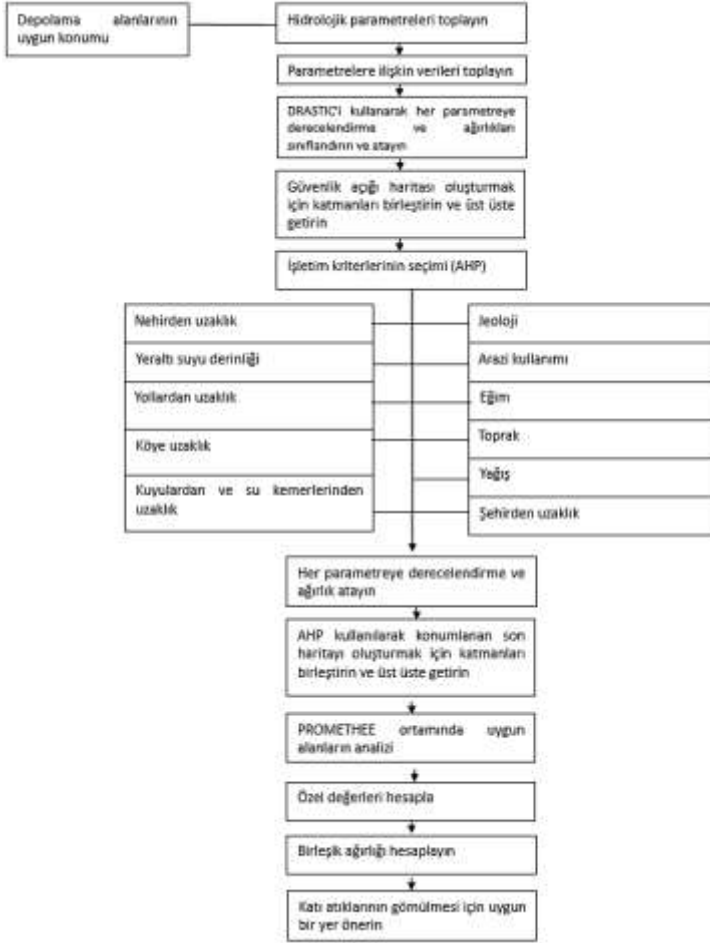 Depolama alanlarının
uygun konumu
Hidrolojik parametreleri toplayın
Parametrelere ilişkin verileri toplayın
DRASTIC'i kullanarak her parametreye
derecelendirme ve ağırlıkları
sınıflandırın ve atayın
Güvenlik açığı haritası oluşturmak
için katmanları birleştirin ve üst üste
getirin
İşletim kriterlerinin seçimi (AHP)
Nehirden uzaklık
Yeraltı suyu derinliği
Yollardan uzaklık
Köye uzaklık
Kuyulardan ve su kemerlerinden
uzaklık
Jeoloji
Arazi kullanımı
Eğim
Toprak
Yağış
Şehirden uzaklık
Her parametreye derecelendirme ve
ağırlık atayın
AHP kullanılarak konumlanan son
haritayı oluşturmak için katmanları
birleştirin ve üst üste getirin
PROMETHEE ortamında uygun
alanların analizi
Özel değerleri hesapla
Birleşik ağırlığı hesaplayın
Katı atıklarının gömülmesi için uygun
bir yer önerin